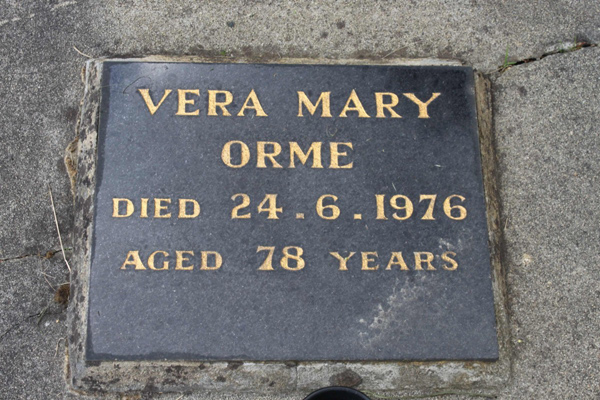 VERA MARY
ORME
DIED 24.6.1976
AGED 78 YEARS